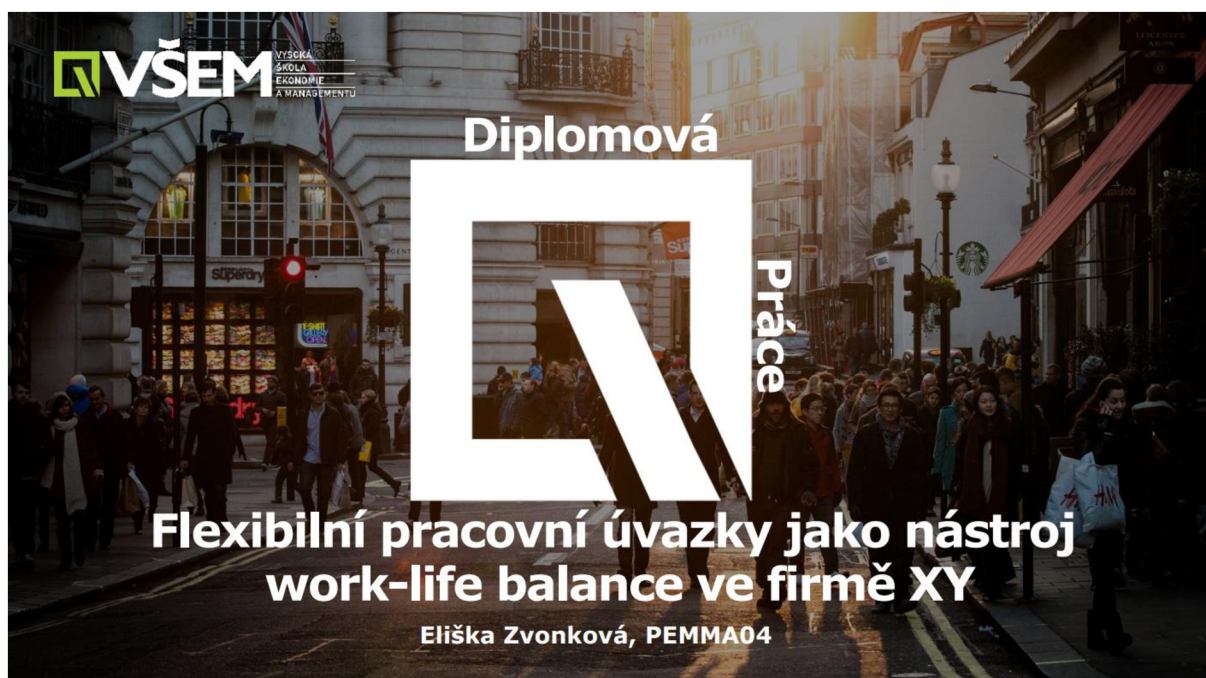 VŠEM
VYSOKÁ
ŠKOLA
EKONOMIE
A MANAGEMENTU
Diplomová
Práce
Superdry
Flexibilní pracovní úvazky jako nástroj
work-life balance ve firmě XY
Eliška Zvonková, PEMMA04
H&M